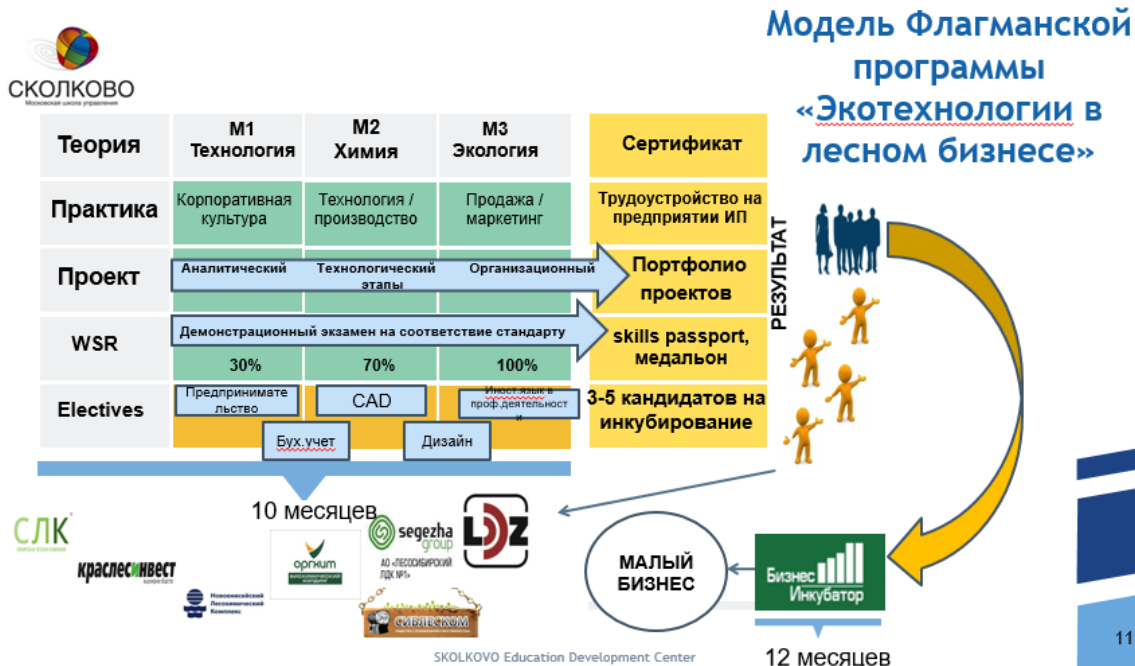 Модель Флагманской
программы
«Экотехнологии в
лесном бизнесе»
СКОЛКОВО
Московская школа управления
Теория
М1
Технология
М2
Химия
М3
Экология
Сертификат
Практика
Корпоративная
культура
Технология /
производство
Продажа /
маркетинг
Трудоустройство на
предприятии ИП
Проект
Аналитический
Технологический
этапы
Организационный
Портфолио
проектов
WSR
Демонстрационный экзамен на соответствие стандарту
30%
70%
100%
skills passport,
медальон
Electives
Предпринимате
льство
CAD
Иност.язык в
проф.деятельност
и
Бух.учет
Дизайн
3-5 кандидатов на
инкубирование
РЕЗУЛЬТАТ
10 месяцев
СЛК
краслесинвест
Новоенисейский
Лесохимический
Комплекс
оргхим
БИОХИМИЧЕСКИЙ
ХОЛДИНГ
segezha
group
АО «ЛЕСОСИБИРСКИЙ
ЛДК №1»
LDZ
СИБЛЕСКОМ
МАЛЫЙ
БИЗНЕС
Бизнес
Инкубатор
12 месяцев
SKOLKOVO Education Development Center
11